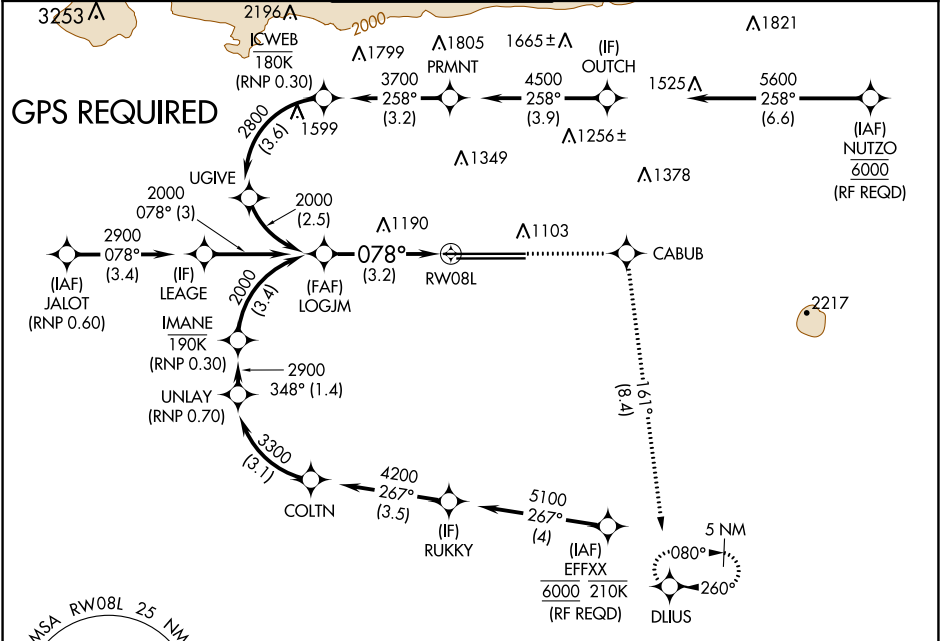 3253
2196
2000
1821
ICWEB
180K
(RNP 0.30)
1799
1805
PRMNT
1665±
(IF)
OUTCH
GPS REQUIRED
3700
258°
(3.2)
4500
258°
(3.9)
1525
5600
258°
(6.6)
(IAF)
NUTZO
6000
(RF REQD)
2800
(3.6)
1599
1256±
1349
1378
UGIVE
2000
(2.5)
2000
078° (3)
1190
1103
2900
078°
(3.4)
078°
(3.2)
RW08L
CABUB
(IAF)
JALOT
(RNP 0.60)
(IF)
LEAGE
(FAF)
LOGJM
2000
(3.4)
2217
IMANE
190K
(RNP 0.30)
2900
348° (1.4)
UNLAY
(RNP 0.70)
161°
(8.4)
3300
(3.1)
COLTN
4200
267°
(3.5)
(IF)
RUKKY
5100
267°
(4)
(IAF)
EFFXX
6000 210K
(RF REQD)
5 NM
080°
260°
DLIUS
MSA RW08L 25 NM